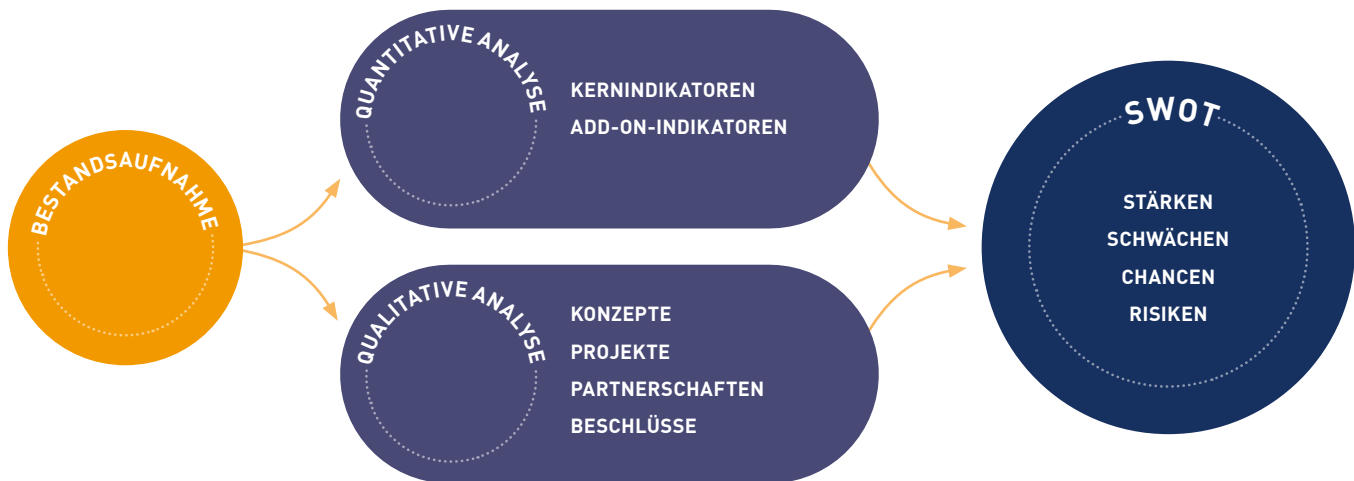 BESTANDSAUFNAHME
QUANTITATIVE ANALYSE
KERNINDIKATOREN
ADD-ON-INDIKATOREN
QUALITATIVE ANALYSE
KONZEPTE
PROJEKTE
PARTNERSCHAFTEN
BESCHLÜSSE
SWOT
STÄRKEN
SCHWÄCHEN
CHANCEN
RISIKEN